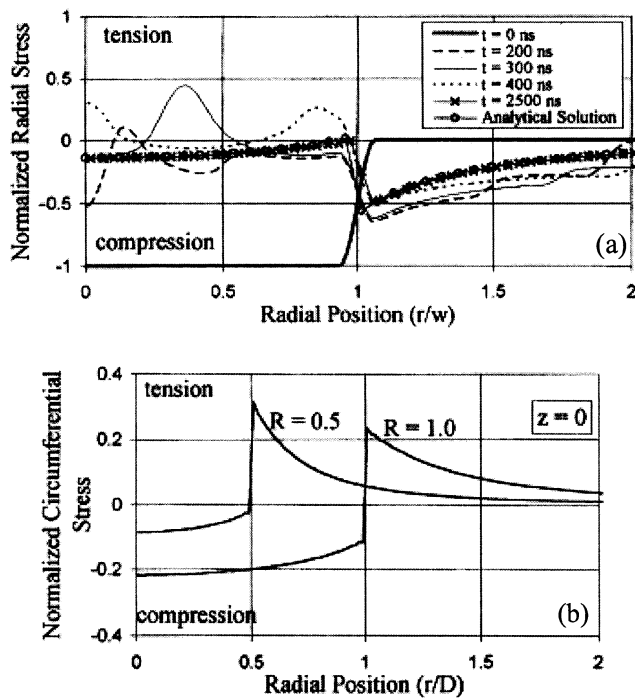 Normalized Radial Stress
1
0.5
0
-0.5
-1
tension
compression
t = 0 ns
t = 200 ns
t = 300 ns
t = 400 ns
t = 2500 ns
Analytical Solution
(a)
0 0.5 1 1.5 2
Radial Position (r/w)
Normalized Circumferential
Stress
0.4
0.2
0
-0.2
-0.4
tension
R = 0.5
R = 1.0
z = 0
compression
(b)
0 0.5 1 1.5 2
Radial Position (r/D)